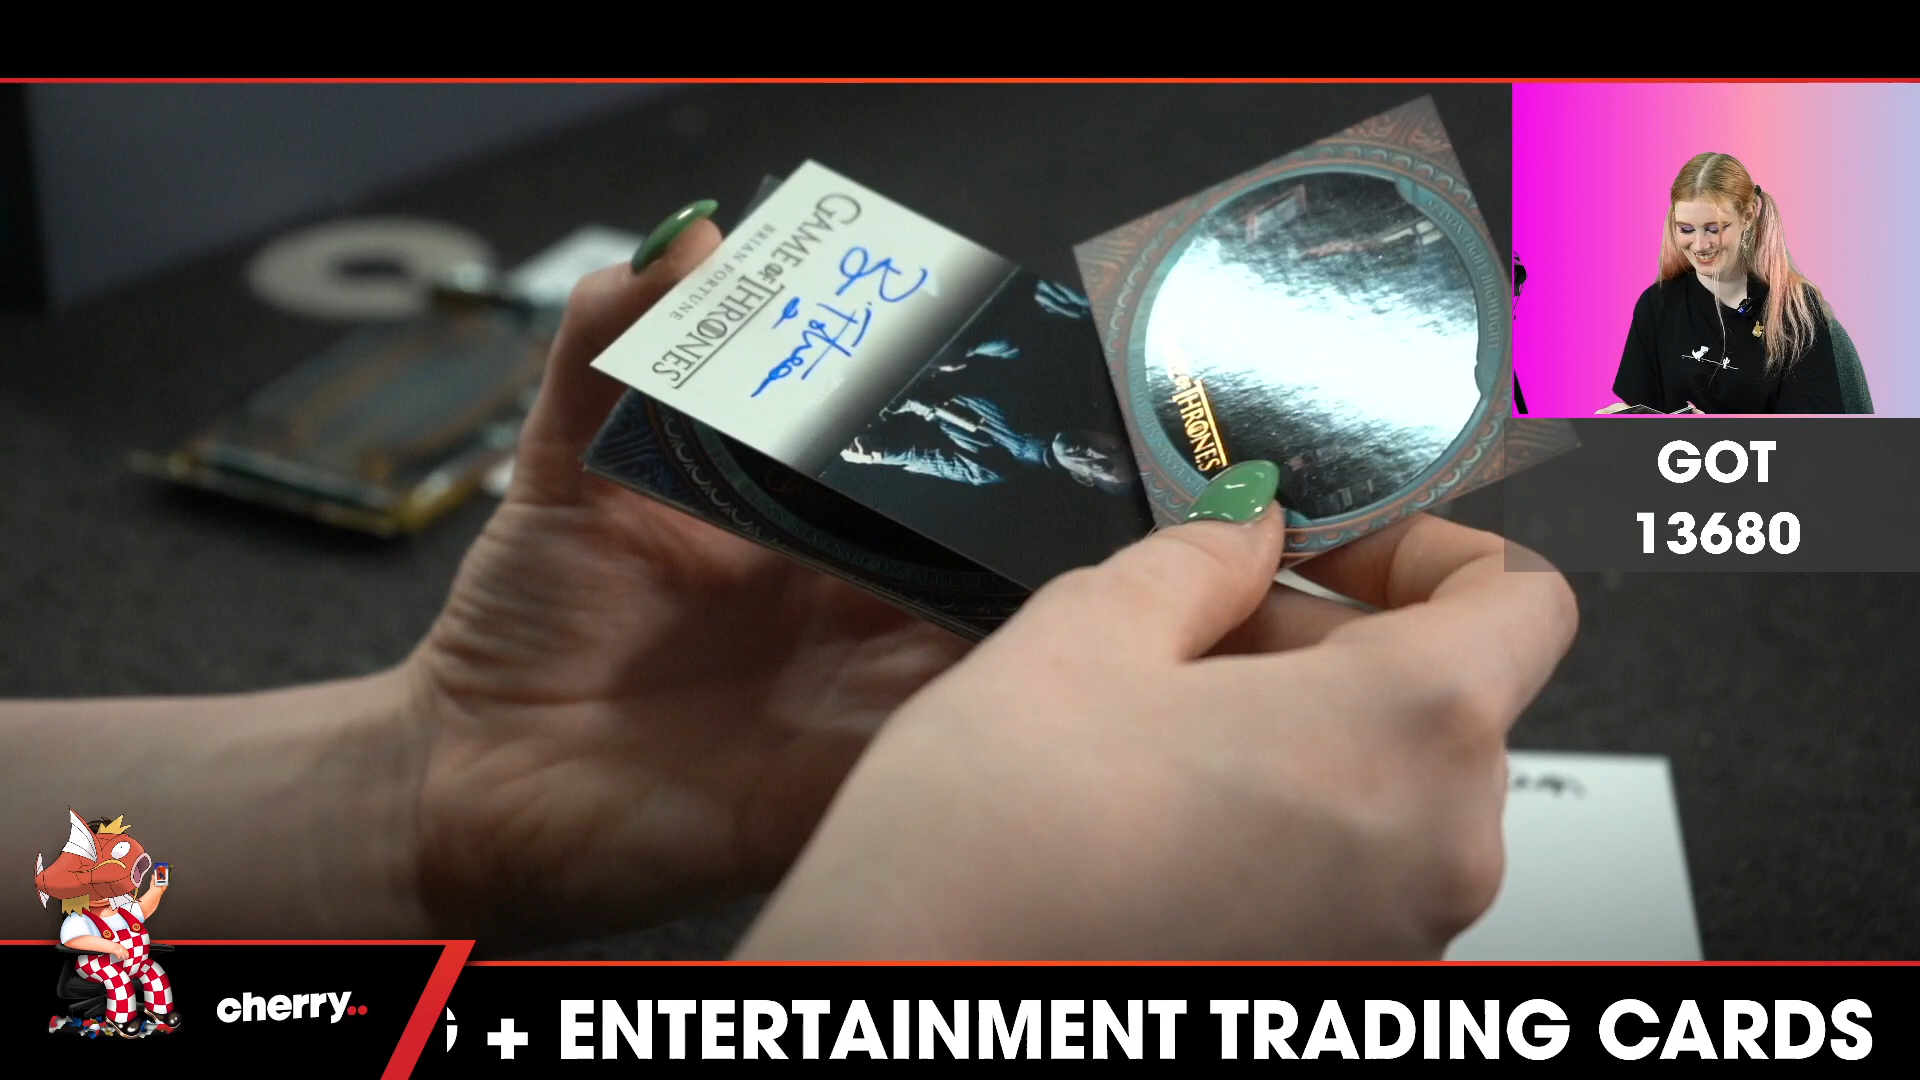 GAME OF THRONES
BRIAN FORTUNE
THRONES
GOT
13680
cherry..
+ ENTERTAINMENT TRADING CARDS